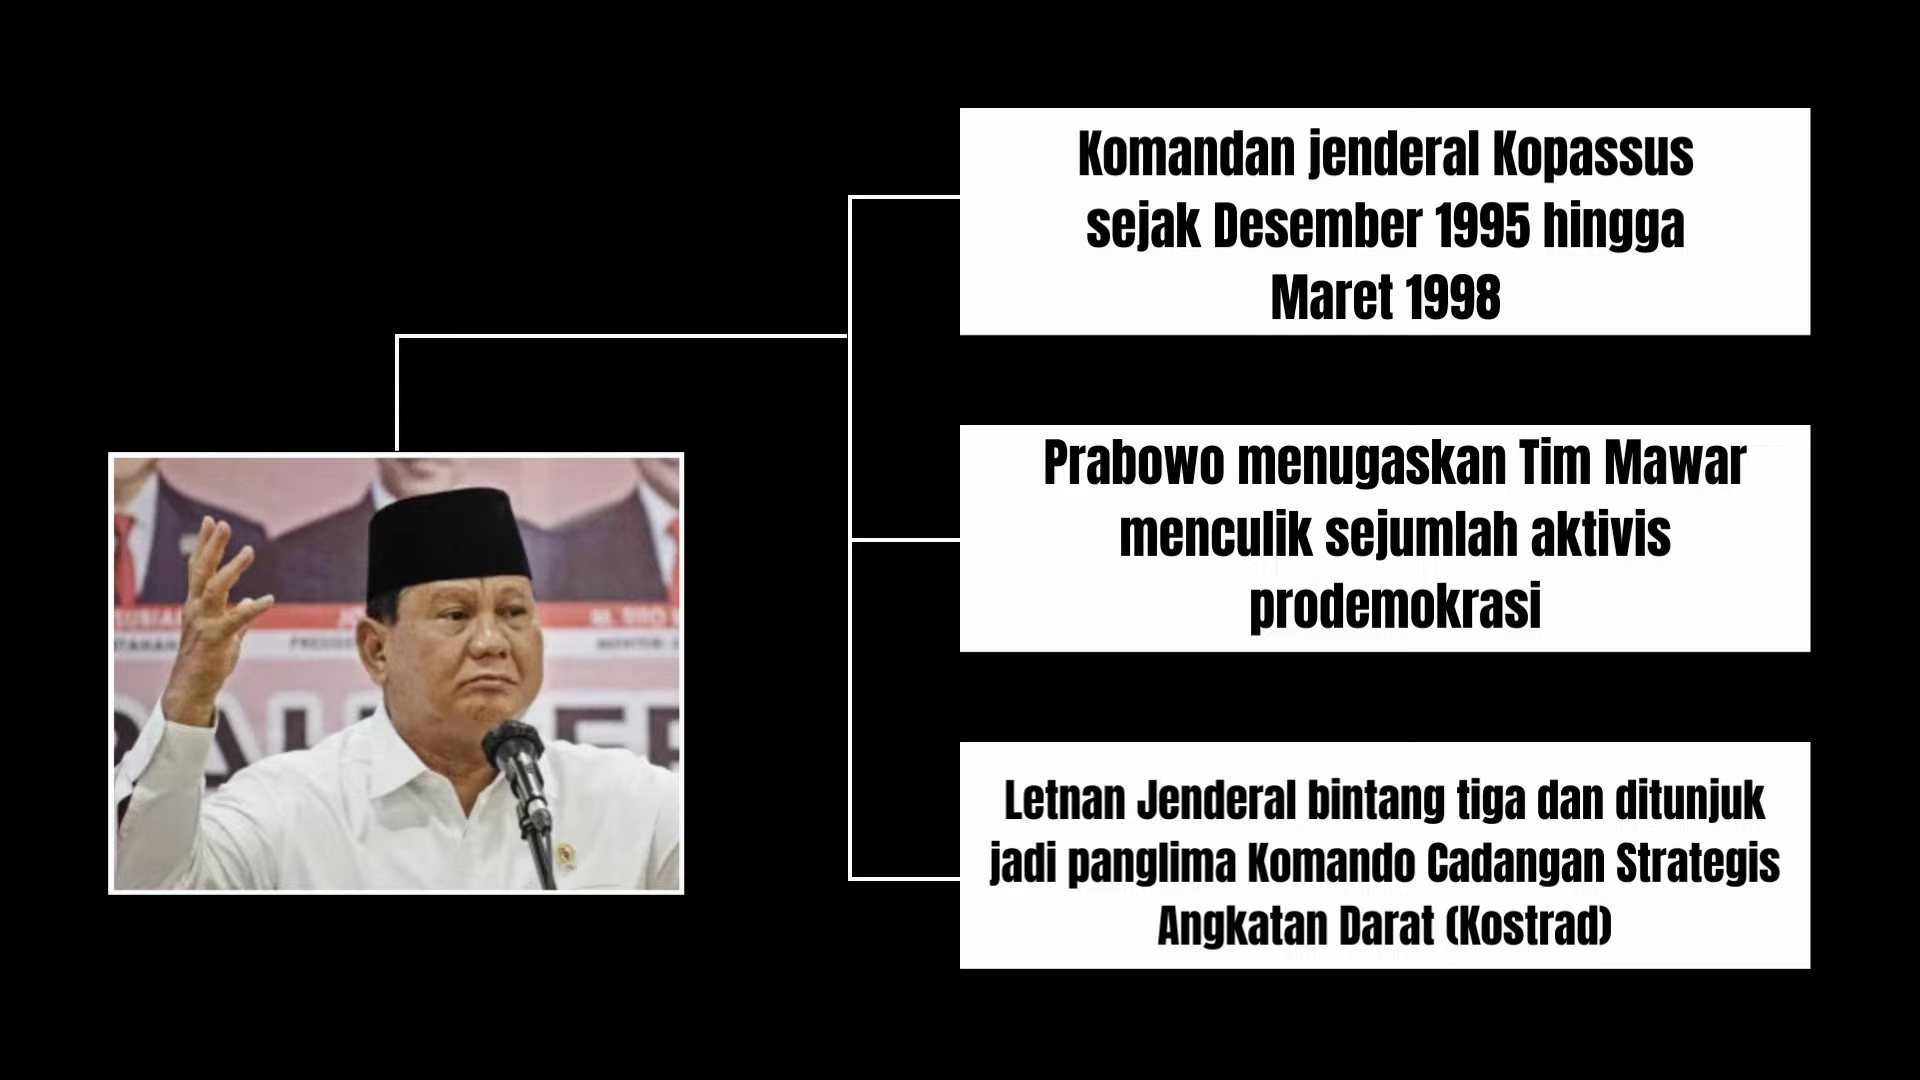 Komandan jenderal Kopassus
sejak Desember 1995 hingga
Maret 1998
Prabowo menugaskan Tim Mawar
menculik sejumlah aktivis
prodemokrasi
Letnan Jenderal bintang tiga dan ditunjuk
jadi panglima Komando Cadangan Strategis
Angkatan Darat (Kostrad)